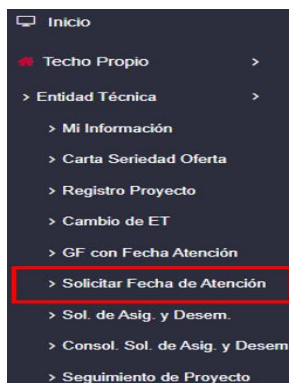 Inicio
Techo Propio >
> Entidad Técnica >
> Mi Información
> Carta Seriedad Oferta
> Registro Proyecto
> Cambio de ET
> GF con Fecha Atención
> Solicitar Fecha de Atención
> Sol. de Asig. y Desem.
> Consol. Sol. de Asig. y Desem
> Seguimiento de Proyecto